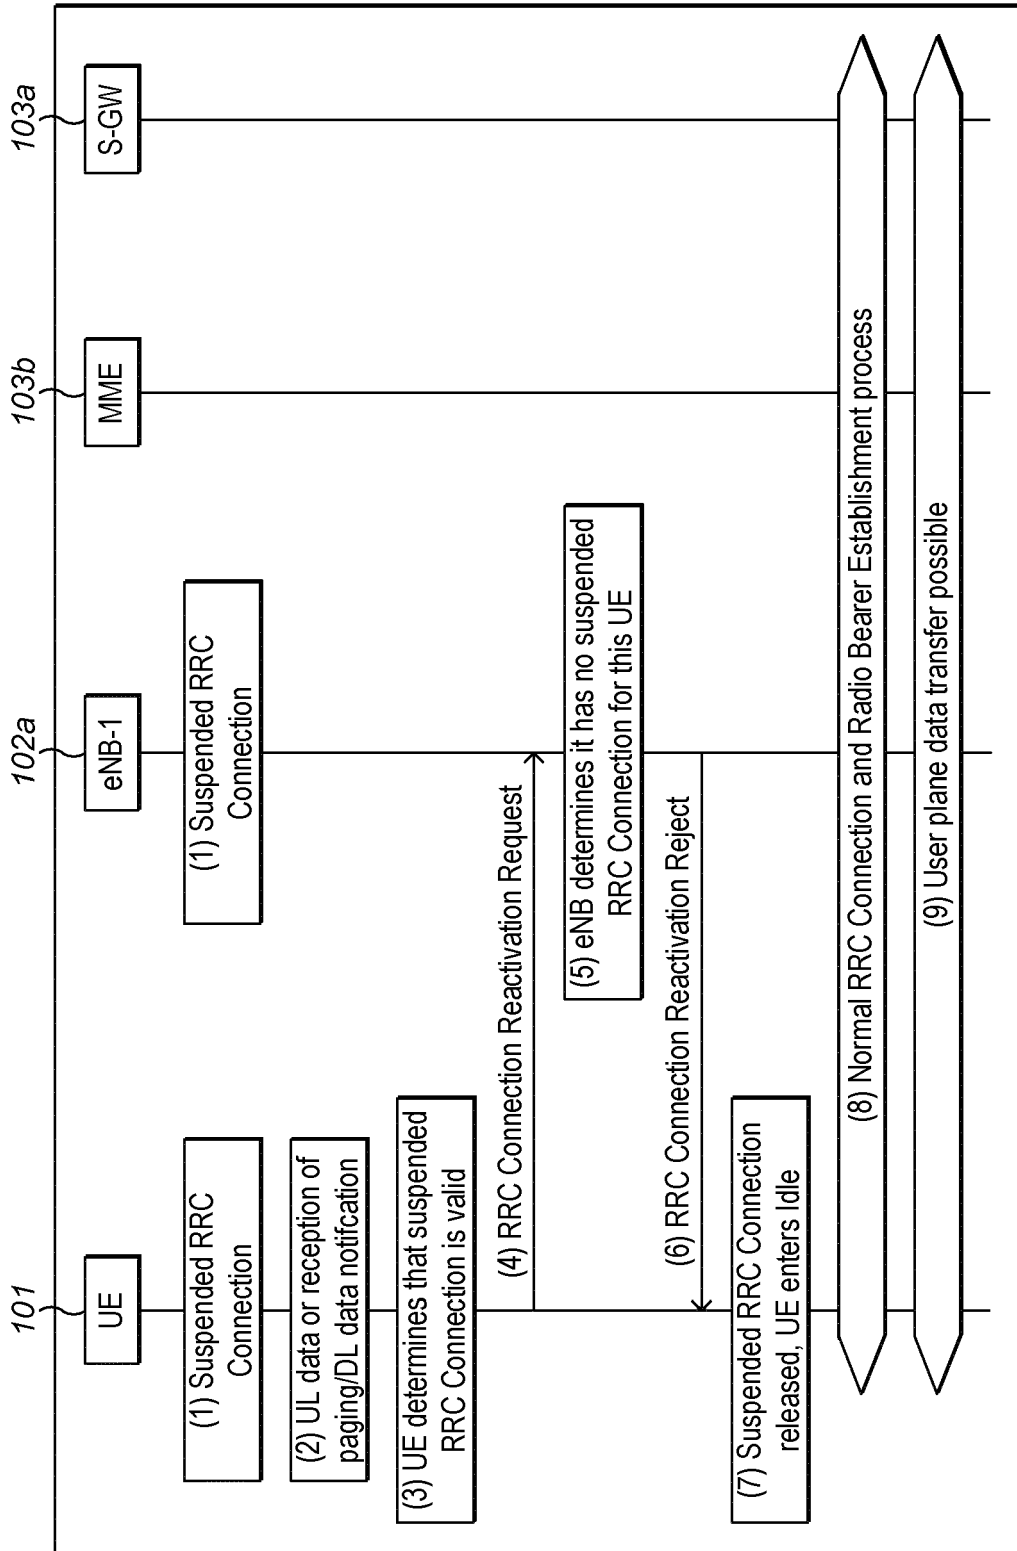 101
102a
103b
103a
UE
eNB-1
MME
S-GW
(1) Suspended RRC
Connection
(1) Suspended RRC
Connection
(2) UL data or reception of
paging/DL data notifcation
(3) UE determines that suspended
RRC Connection is valid
(4) RRC Connection Reactivation Request
(5) eNB determines it has no suspended
RRC Connection for this UE
(6) RRC Connection Reactivation Reject
(7) Suspended RRC Connection
released, UE enters Idle
(8) Normal RRC Connection and Radio Bearer Establishment process
(9) User plane data transfer possible